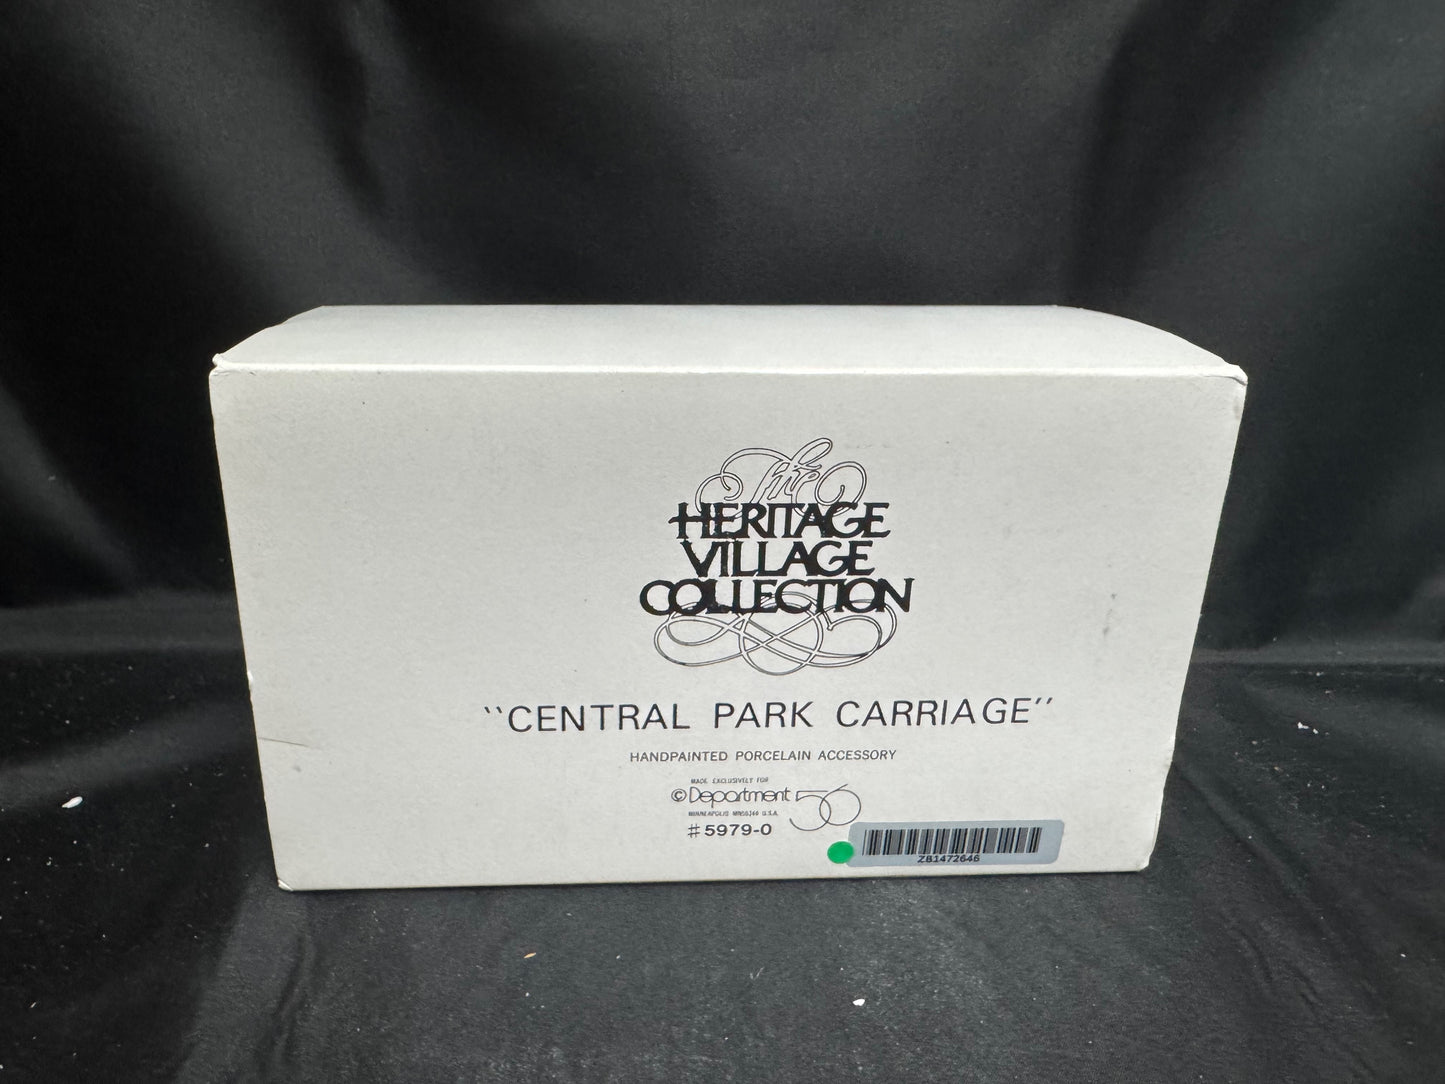 The
HERITAGE
VILLAGE
COLLECTION
"CENTRAL PARK CARRIAGE"
HANDPAINTED PORCELAIN ACCESSORY
MADE EXCLUSIVELY FOR
© Department 56
MINNEAPOLIS MN55344 U.S.A.
#5979-0
ZB1472646